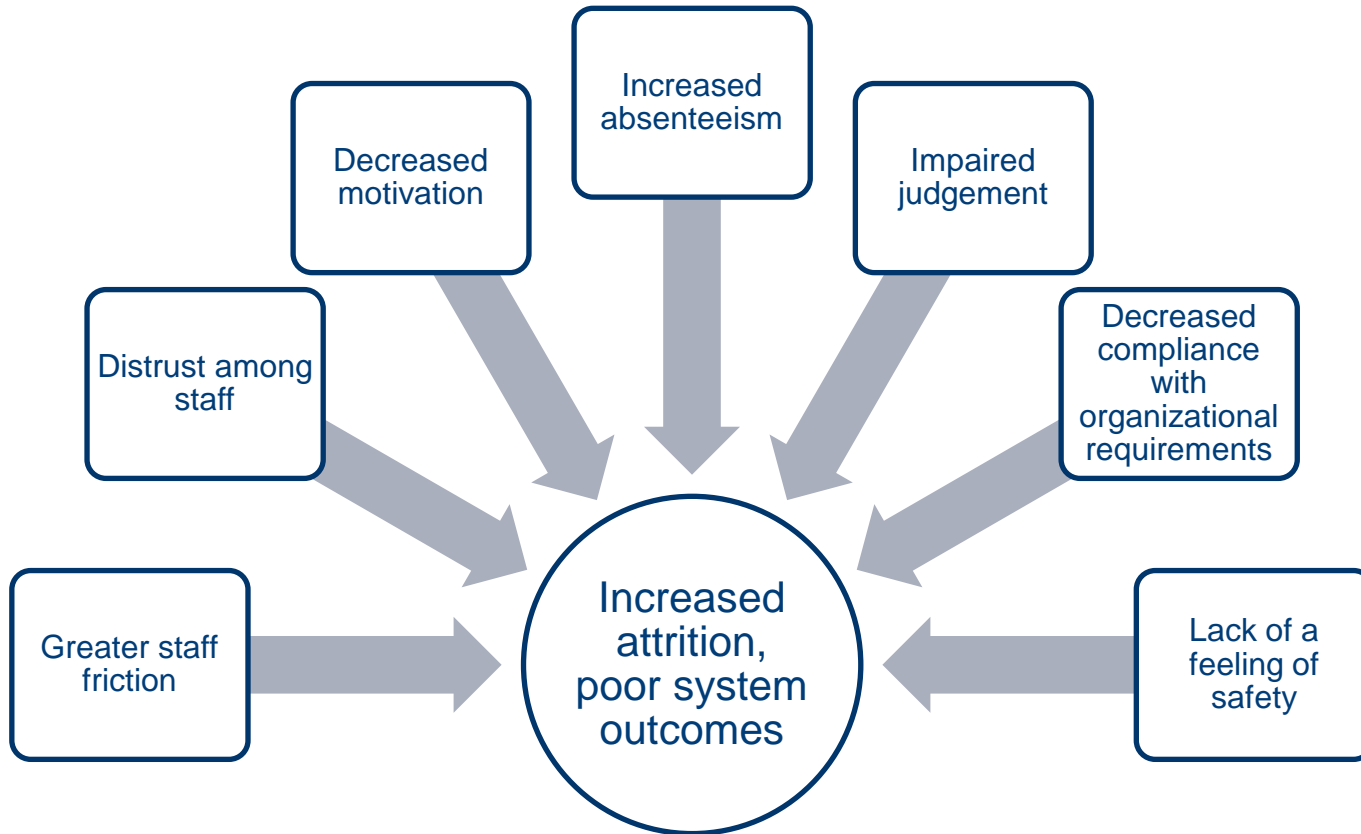 Greater staff
friction
Distrust among
staff
Decreased
motivation
Increased
absenteeism
Impaired
judgement
Decreased
compliance
with
organizational
requirements
Lack of a
feeling of
safety
Increased
attrition,
poor system
outcomes